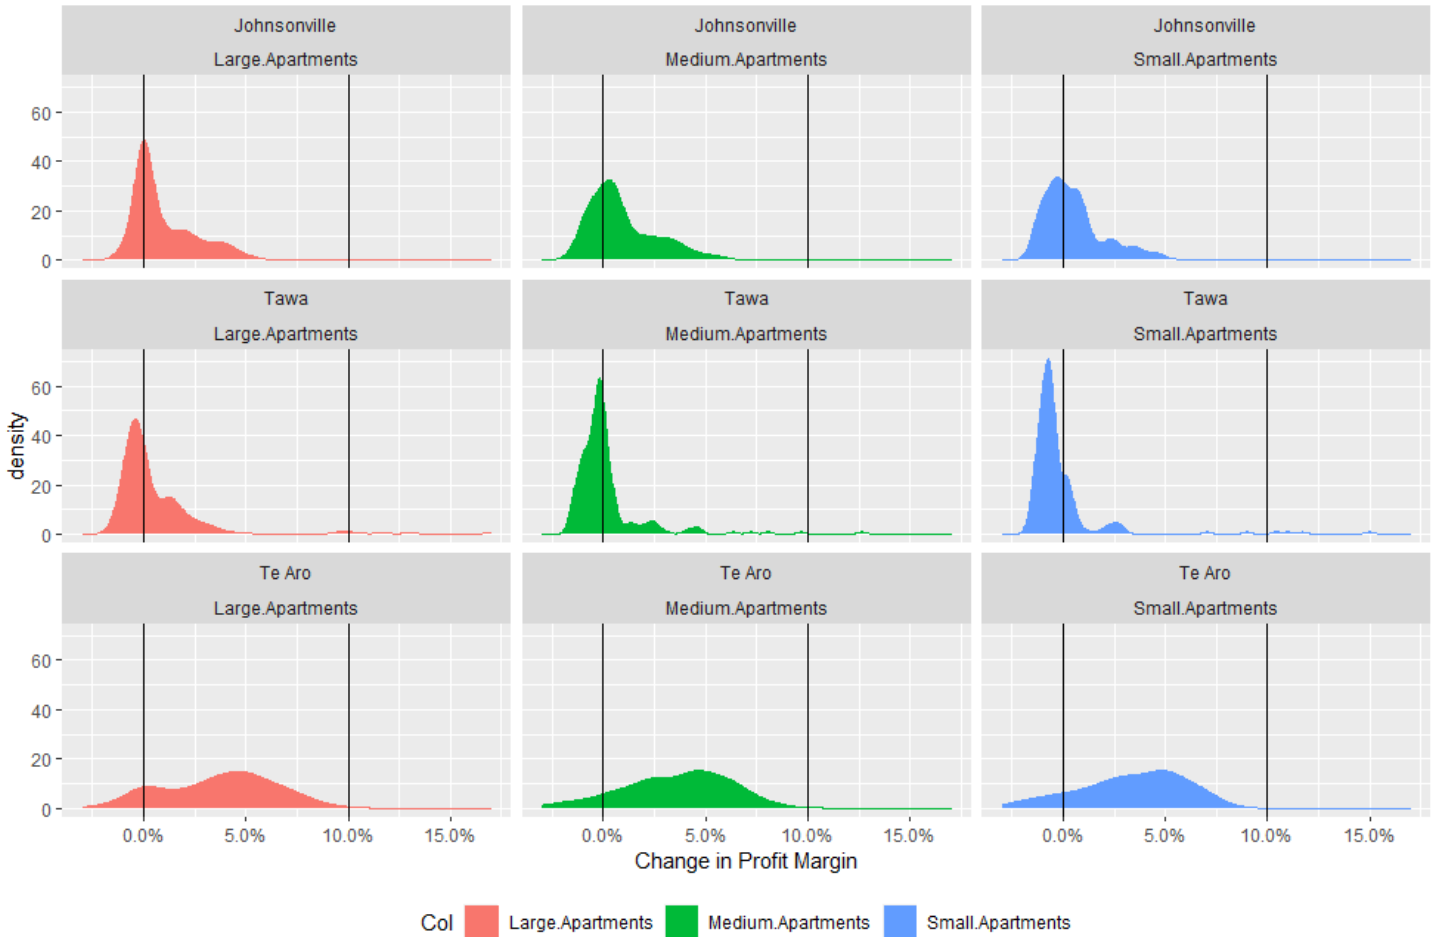 Johnsonville Johnsonville Johnsonville
Large.Apartments Medium.Apartments Small.Apartments
60
40
20
0
Tawa Tawa Tawa
Large.Apartments Medium.Apartments Small.Apartments
60
40
20
0
density
Te Aro Te Aro Te Aro
Large.Apartments Medium.Apartments Small.Apartments
60
40
20
0
0.0% 5.0% 10.0% 15.0% 0.0% 5.0% 10.0% 15.0% 0.0% 5.0% 10.0% 15.0%
Change in Profit Margin
Col Large.Apartments Medium.Apartments Small.Apartments